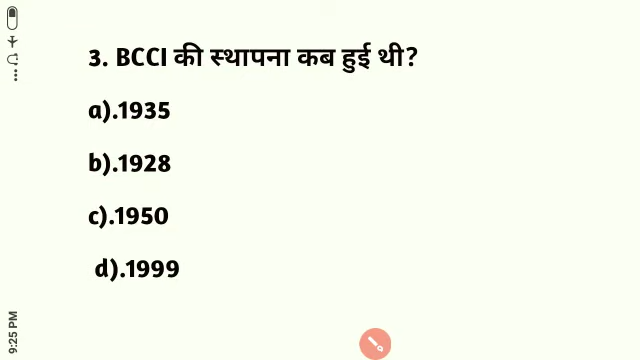 3. BCCI की स्थापना कब हुई थी?
a).1935
b).1928
c).1950
d).1999
9:25 PM